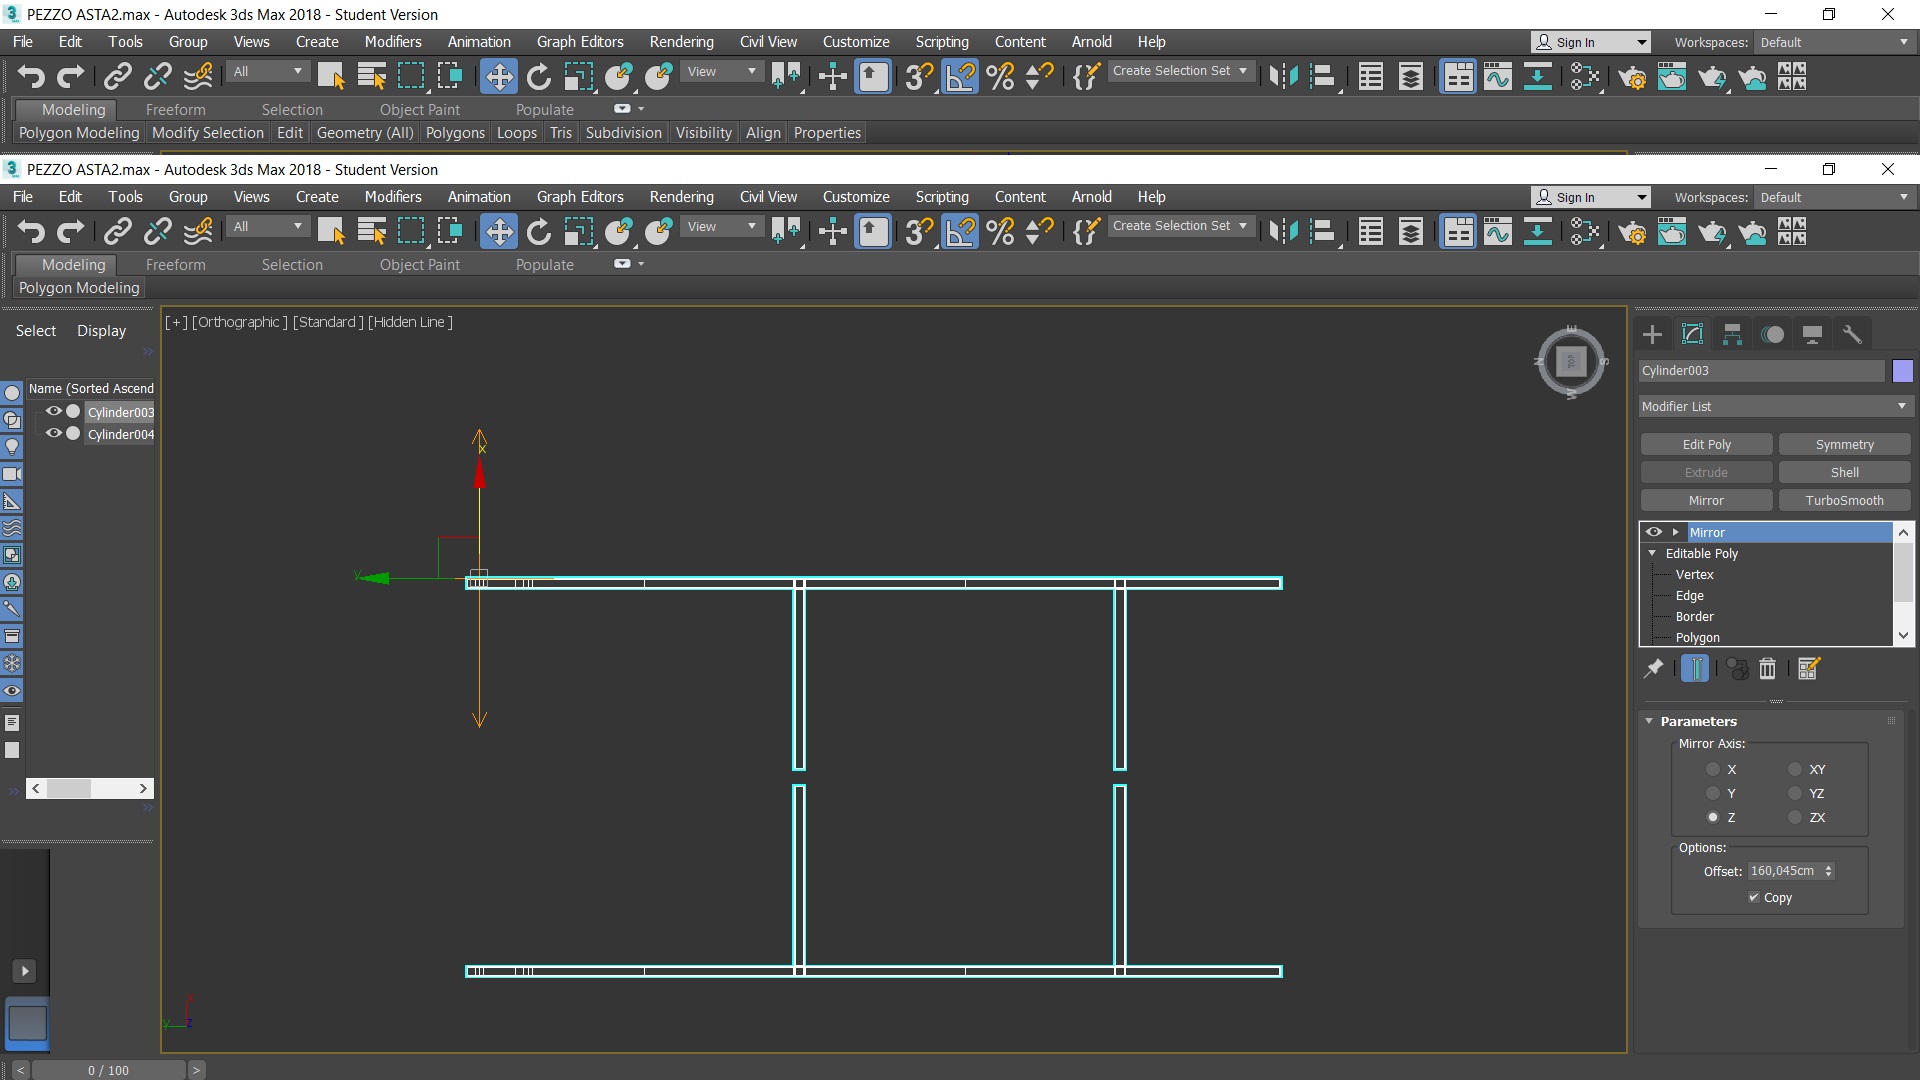 PEZZO ASTA2.max - Autodesk 3ds Max 2018 - Student Version
File Edit Tools Group Views Create Modifiers Animation Graph Editors Rendering Civil View Customize Scripting Content Arnold Help Sign In Workspaces: Default
All View Create Selection Set
Modeling Freeform Selection Object Paint Populate
Polygon Modeling Modify Selection Edit Geometry (All) Polygons Loops Tris Subdivision Visibility Align Properties
PEZZO ASTA2.max - Autodesk 3ds Max 2018 - Student Version
File Edit Tools Group Views Create Modifiers Animation Graph Editors Rendering Civil View Customize Scripting Content Arnold Help Sign In Workspaces: Default
All View Create Selection Set
Modeling Freeform Selection Object Paint Populate
Polygon Modeling
Select Display
[+] [Orthographic ] [Standard ] [Hidden Line ]
E
N TOP S
W
Cylinder003
Name (Sorted Ascend
Modifier List
Cylinder003
Cylinder004
Edit Poly Symmetry
Extrude Shell
Mirror TurboSmooth
x
y
Mirror
Editable Poly
Vertex
Edge
Border
Polygon
Parameters
Mirror Axis:
X XY
Y YZ
Z ZX
Options:
Offset: 160,045cm
Copy
y z
< 0 / 100 >